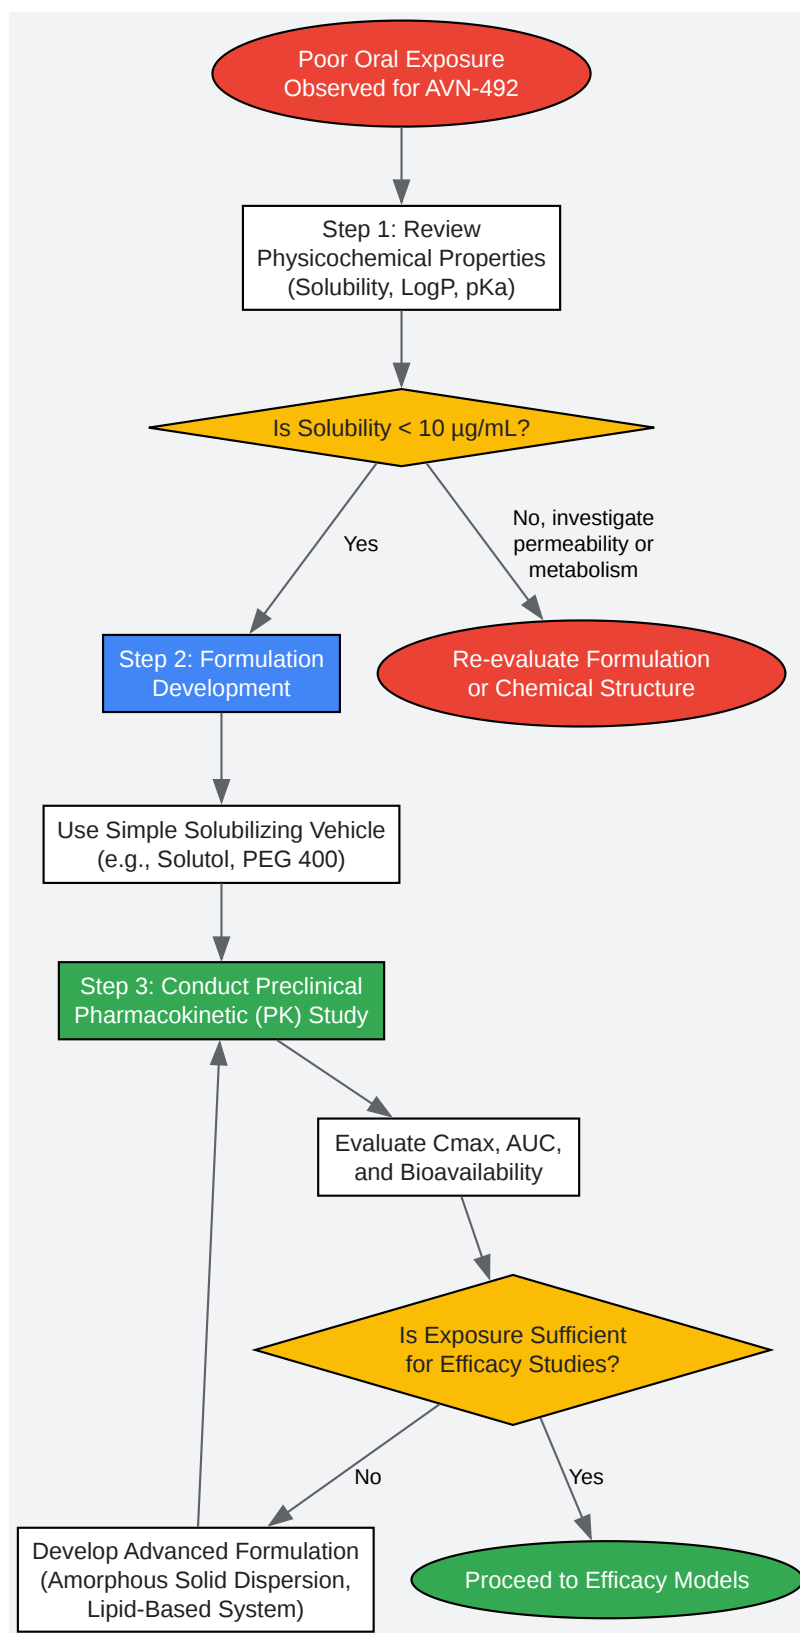 Poor Oral Exposure
Observed for AVN-492
Step 1: Review
Physicochemical Properties
(Solubility, LogP, pKa)
Is Solubility < 10 µg/mL?
Yes
No, investigate
permeability or
metabolism
Step 2: Formulation
Development
Re-evaluate Formulation
or Chemical Structure
Use Simple Solubilizing Vehicle
(e.g., Solutol, PEG 400)
Step 3: Conduct Preclinical
Pharmacokinetic (PK) Study
Evaluate Cmax, AUC,
and Bioavailability
Is Exposure Sufficient
for Efficacy Studies?
No
Yes
Develop Advanced Formulation
(Amorphous Solid Dispersion,
Lipid-Based System)
Proceed to Efficacy Models